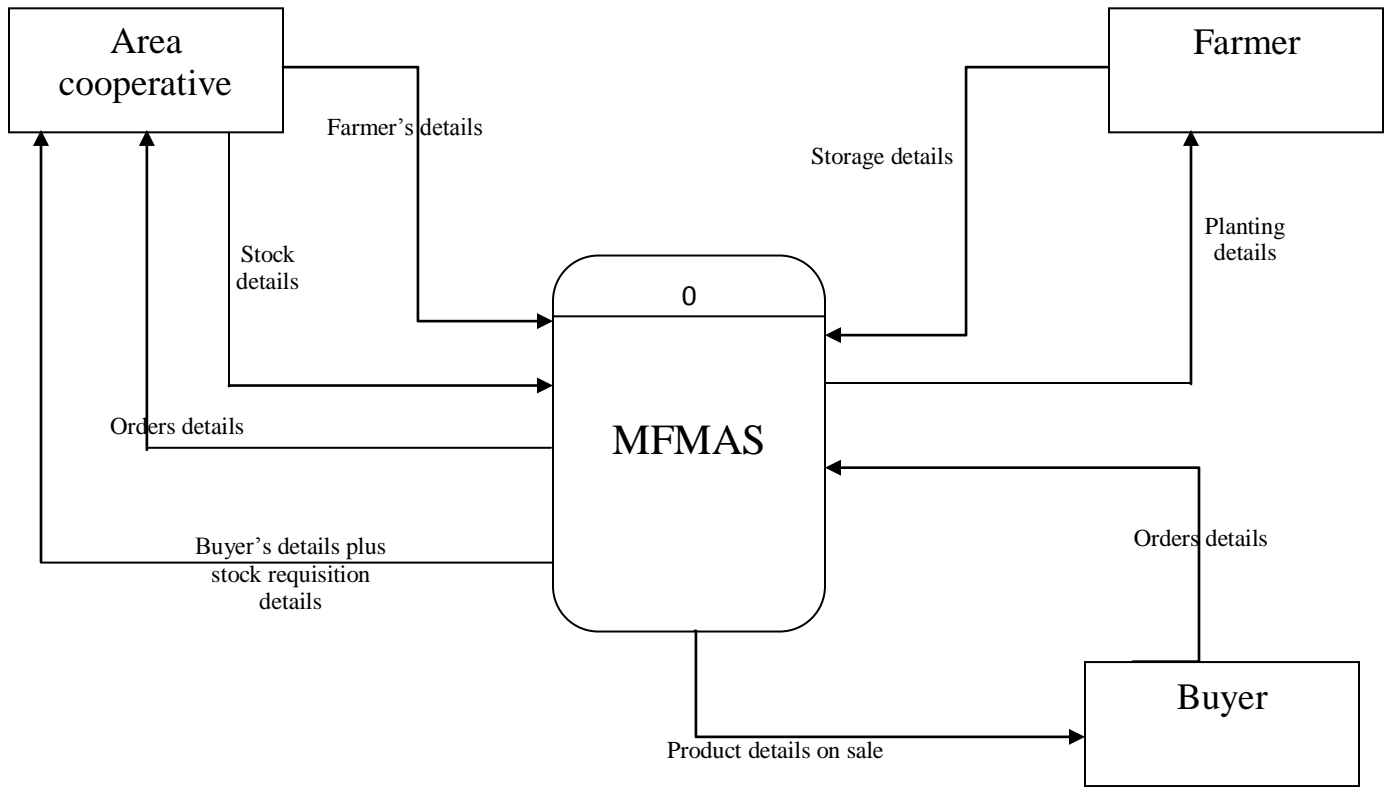 Area
cooperative
Farmer
Farmer’s details
Storage details
Planting
details
Stock
details
0
MFMAS
Orders details
Orders details
Buyer’s details plus
stock requisition
details
Buyer
Product details on sale